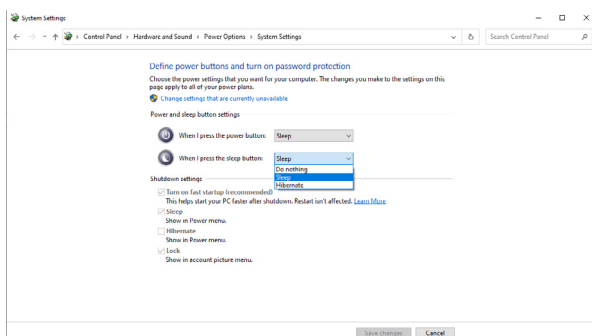 System Settings
Control Panel > Hardware and Sound > Power Options > System Settings
Search Control Panel
Define power buttons and turn on password protection
Choose the power settings that you want for your computer. The changes you make to the settings on this
page apply to all of your power plans.
Change settings that are currently unavailable
Power and sleep button settings
When I press the power button: Sleep
When I press the sleep button: Sleep
Do nothing
Sleep
Hibernate
Shutdown settings
Turn on fast startup (recommended)
This helps start your PC faster after shutdown. Restart isn't affected. Learn More
Sleep
Show in Power menu.
Hibernate
Show in Power menu.
Lock
Show in account picture menu.
Save changes Cancel